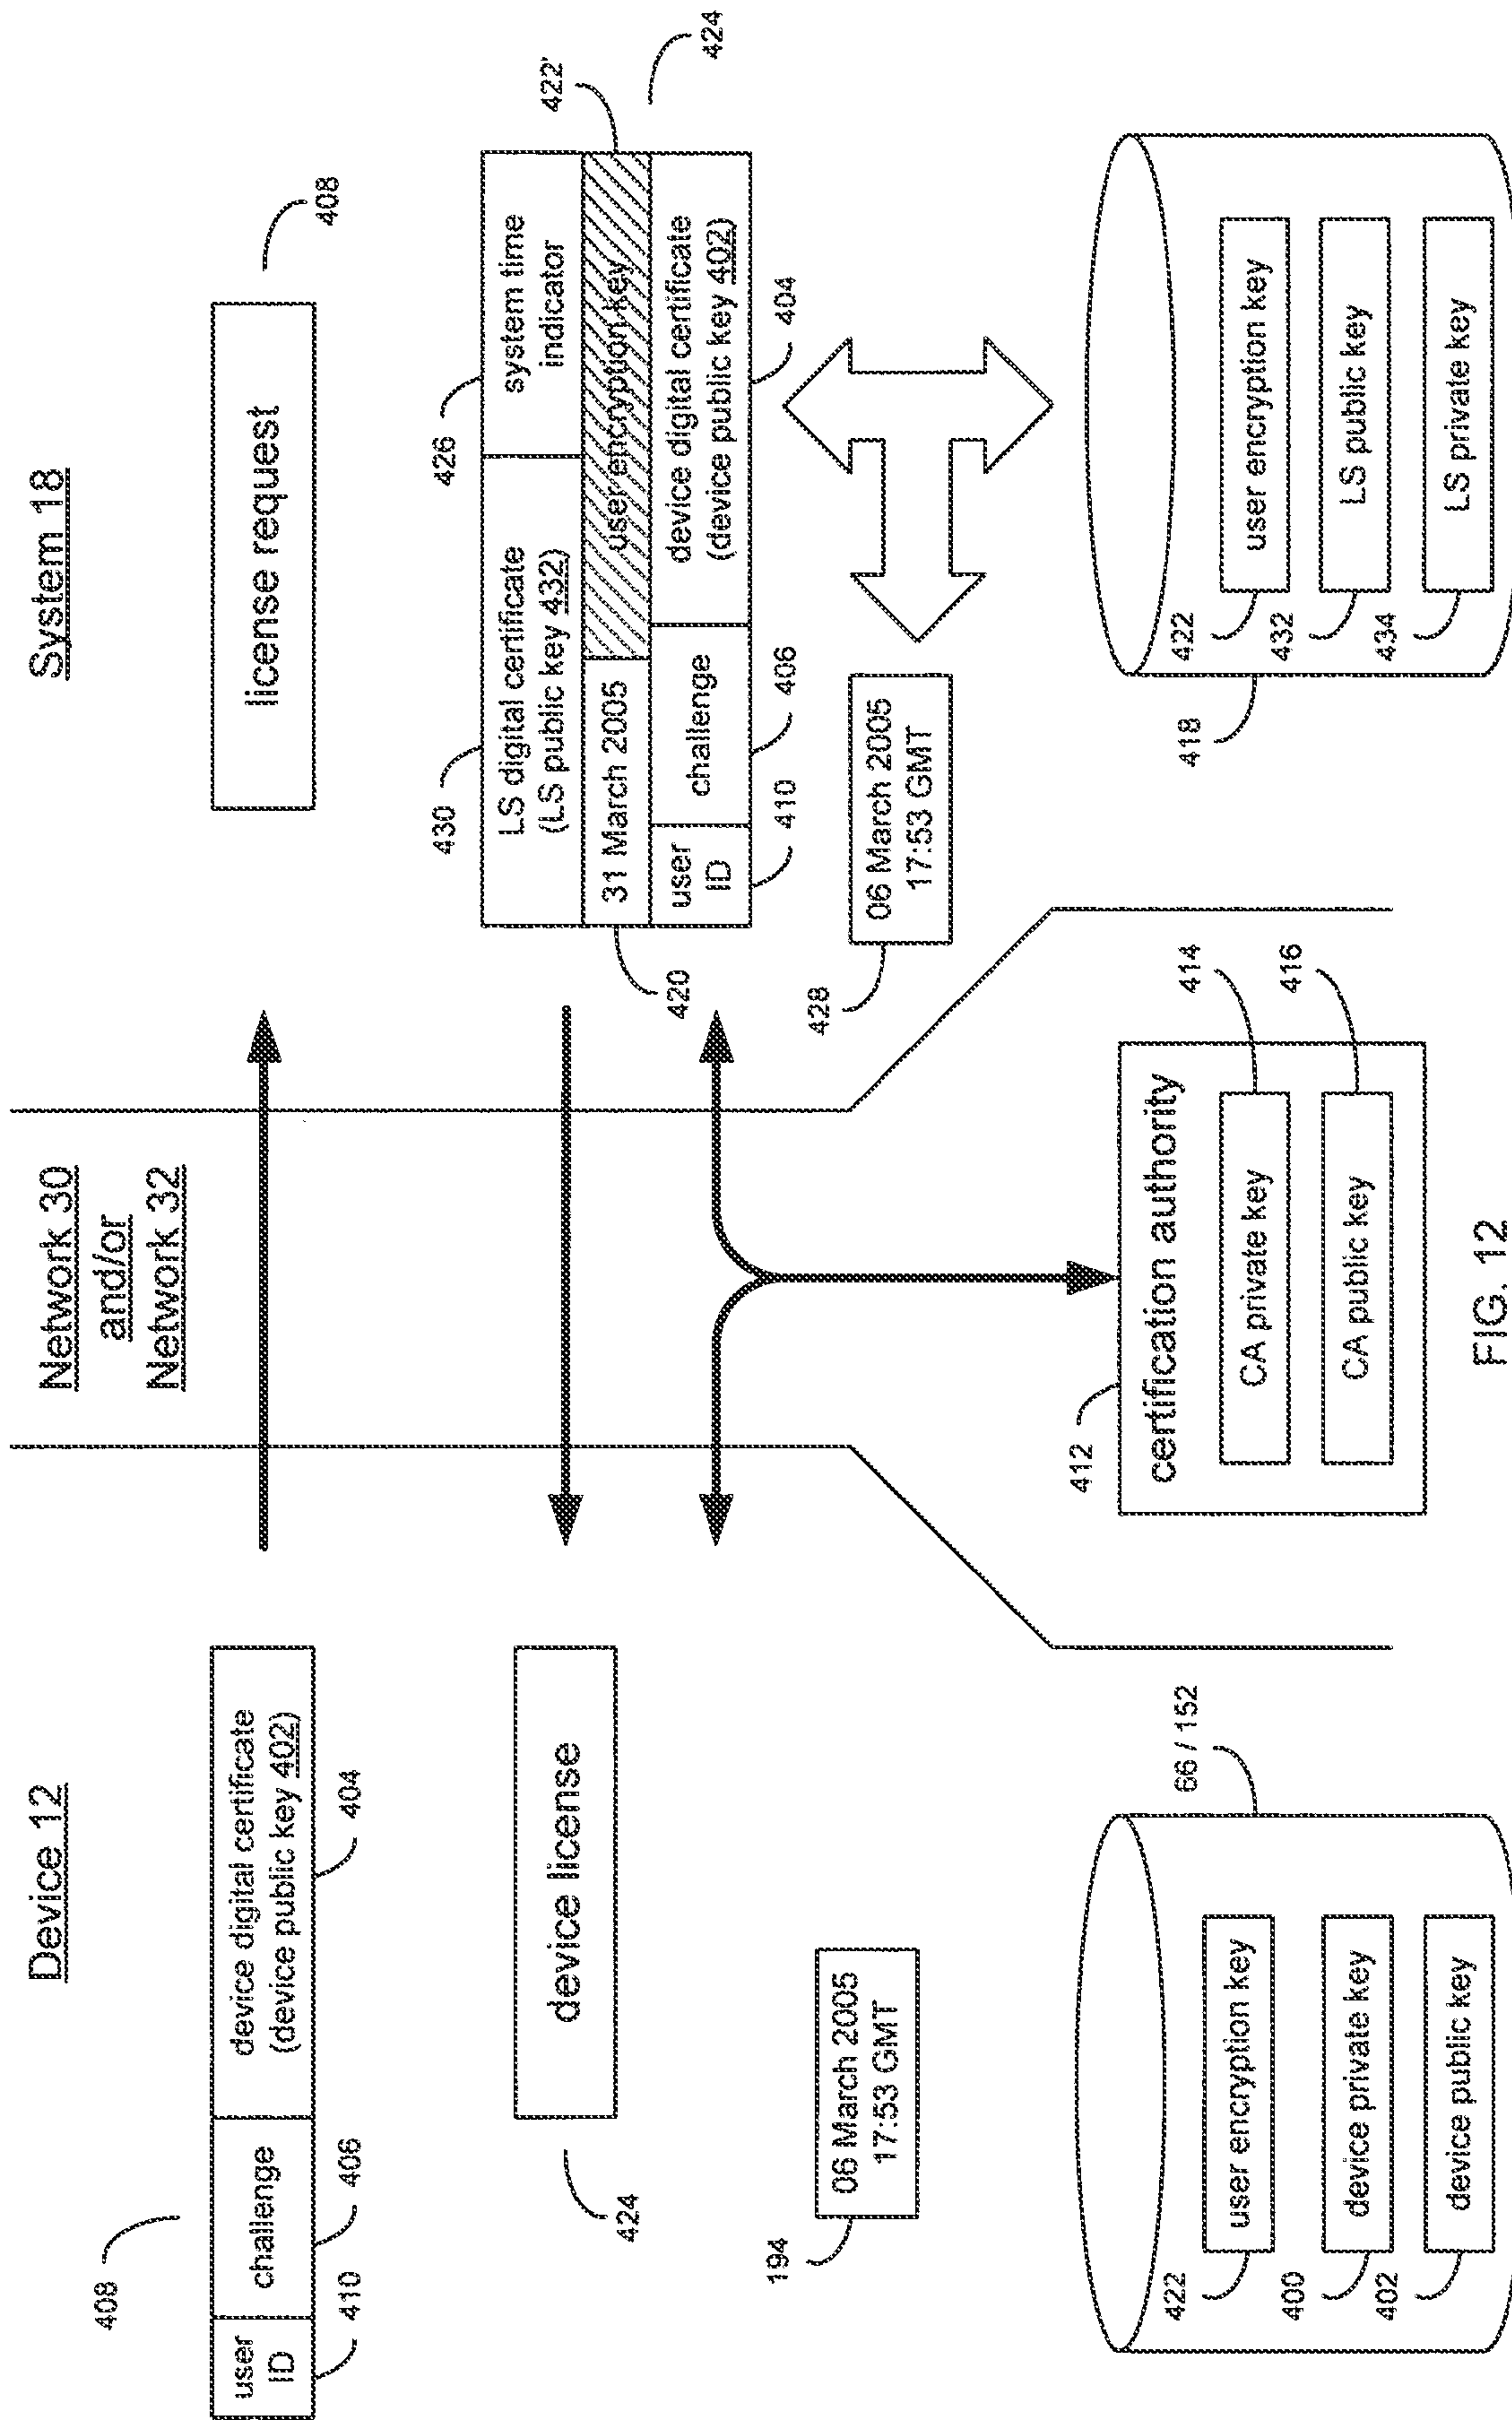 Device 12
408
user
ID
challenge
device digital certificate
(device public key 402)
410
406
404
device license
424
194
06 March 2005
17:53 GMT
66 / 152
422
user encryption key
400
device private key
402
device public key
Network 30
and/or
Network 32
412
certification authority
CA private key
414
CA public key
416
System 18
license request
408
430
426
LS digital certificate
(LS public key 432)
system time
indicator
422'
420
31 March 2005
user encryption key
424
user
ID
challenge
device digital certificate
(device public key 402)
410
406
404
428
06 March 2005
17:53 GMT
418
422
user encryption key
432
LS public key
434
LS private key
FIG. 12